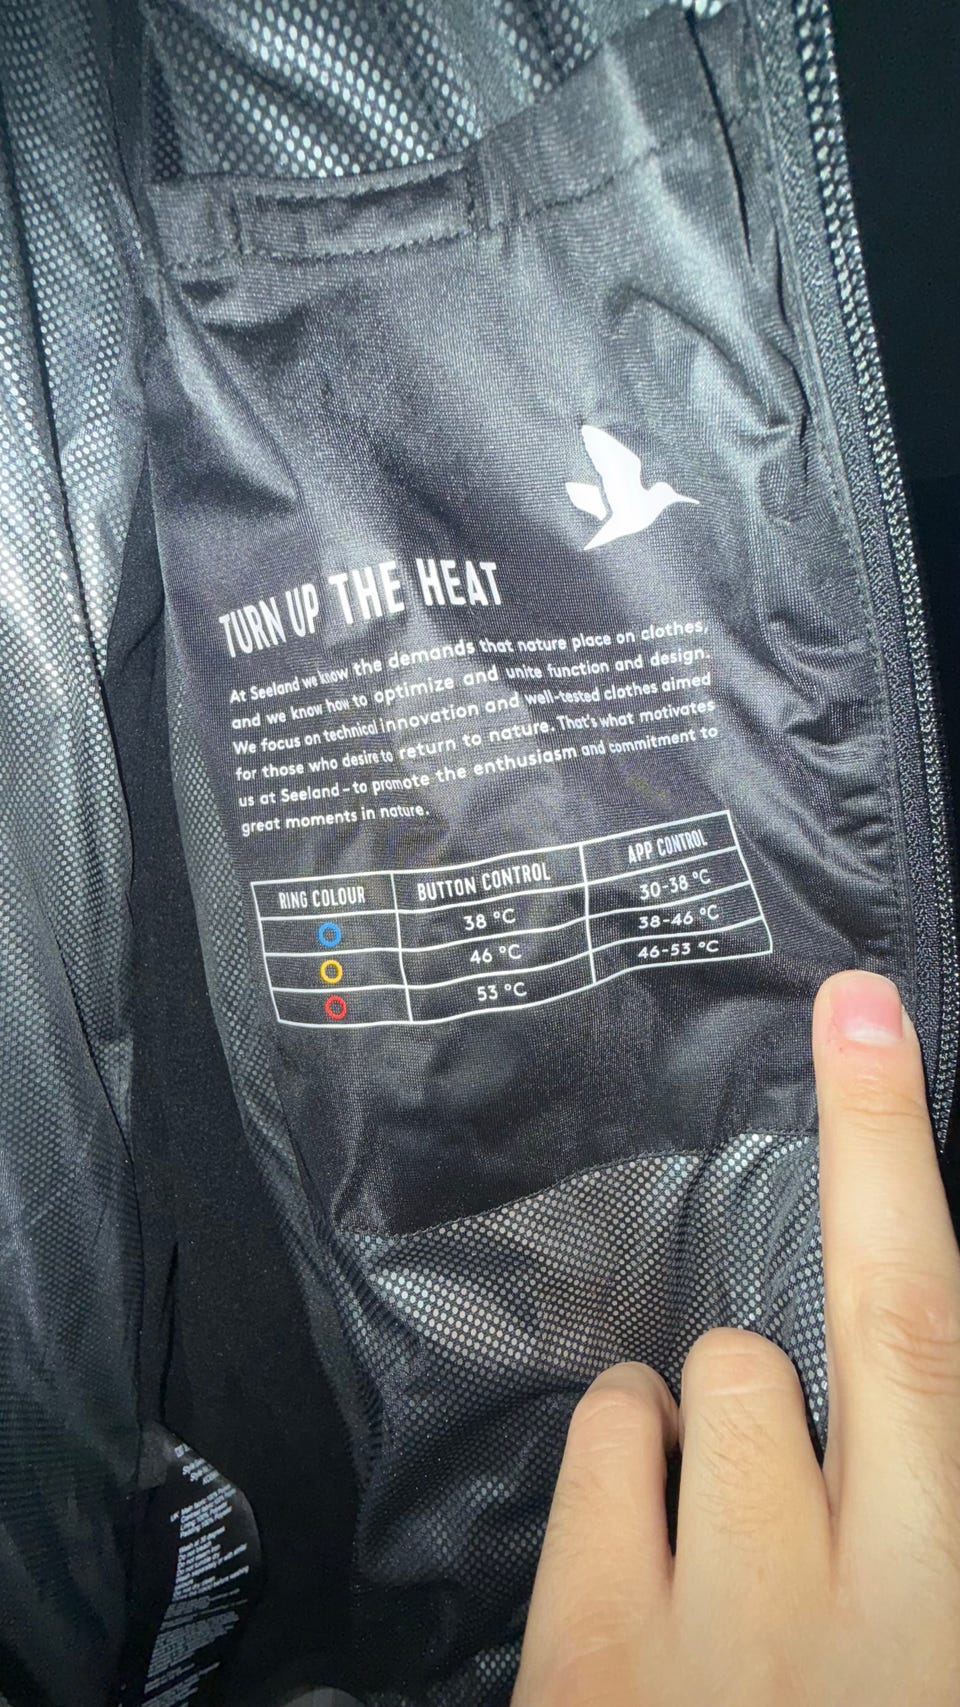 TURN UP THE HEAT
At Seeland we know the demands that nature place on clothes,
and we know how to optimize and unite function and design.
We focus on technical innovation and well-tested clothes aimed
for those who desire to return to nature. That's what motivates
us at Seeland - to promote the enthusiasm and commitment to
great moments in nature.
RING COLOUR BUTTON CONTROL APP CONTROL
38 °C 30-38 °C
46 °C 38-46 °C
53 °C 46-53 °C
UK